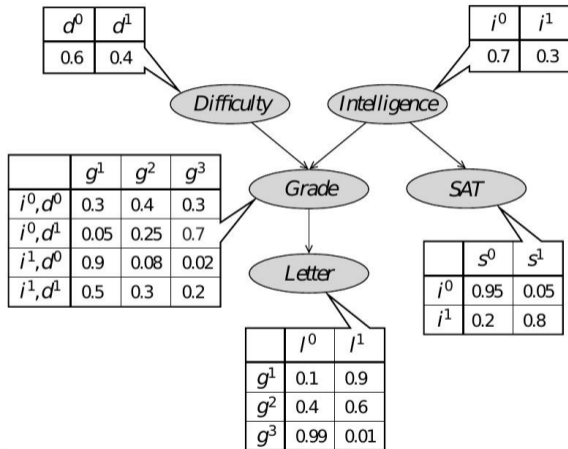 d⁰ d¹
0.6 0.4
i⁰ i¹
0.7 0.3
Difficulty
Intelligence
g¹ g² g³
i⁰,d⁰ 0.3 0.4 0.3
i⁰,d¹ 0.05 0.25 0.7
i¹,d⁰ 0.9 0.08 0.02
i¹,d¹ 0.5 0.3 0.2
Grade
SAT
s⁰ s¹
i⁰ 0.95 0.05
i¹ 0.2 0.8
Letter
l⁰ l¹
g¹ 0.1 0.9
g² 0.4 0.6
g³ 0.99 0.01